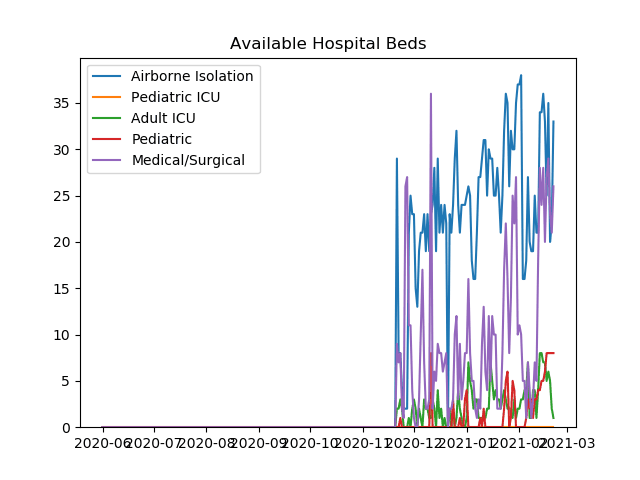 Available Hospital Beds
Airborne Isolation
Pediatric ICU
Adult ICU
Pediatric
Medical/Surgical
35
30
25
20
15
10
5
0
2020-06 2020-07 2020-08 2020-09 2020-10 2020-11 2020-12 2021-01 2021-02 2021-03